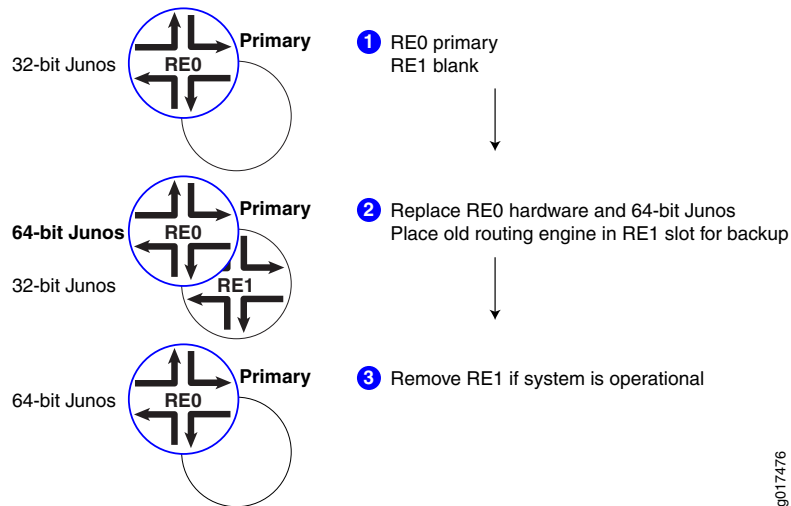 Primary
1 RE0 primary
32-bit Junos
RE0
RE1 blank
Primary
2 Replace RE0 hardware and 64-bit Junos
64-bit Junos
RE0
Place old routing engine in RE1 slot for backup
32-bit Junos
RE1
Primary
3 Remove RE1 if system is operational
64-bit Junos
RE0
g017476